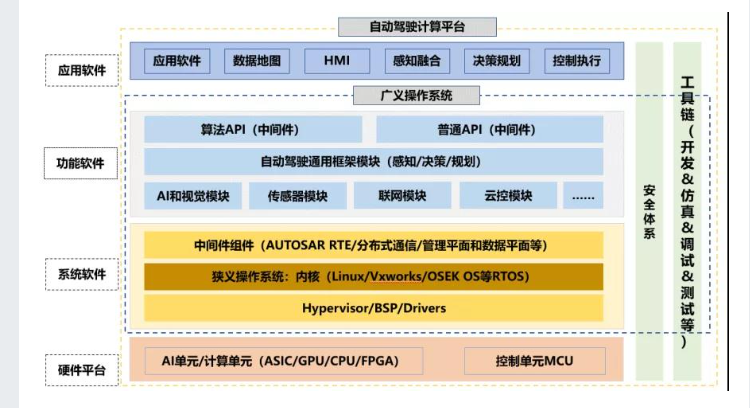 自动驾驶计算平台
应用软件
应用软件
数据地图
HMI
感知融合
决策规划
控制执行
广义操作系统
功能软件
算法API（中间件）
普通API（中间件）
自动驾驶通用框架模块（感知/决策/规划）
AI和视觉模块
传感器模块
联网模块
云控模块
......
系统软件
中间件组件（AUTOSAR RTE/分布式通信/管理平面和数据平面等）
狭义操作系统：内核（Linux/Vxworks/OSEK OS等RTOS）
Hypervisor/BSP/Drivers
硬件平台
AI单元/计算单元（ASIC/GPU/CPU/FPGA）
控制单元MCU
安全体系
工具链（开发&仿真&调试&测试等）